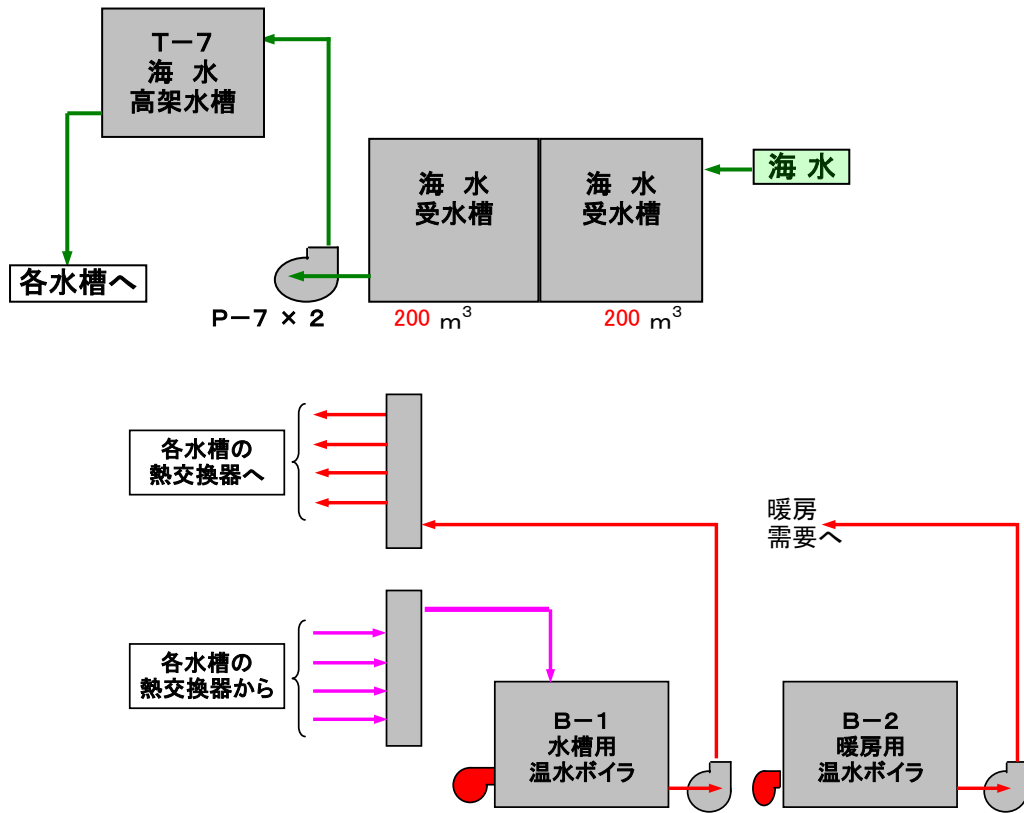 T－7
海 水
高架水槽
海 水
受水槽
海 水
受水槽
海 水
各水槽へ
P－7 × 2
200 m³
200 m³
各水槽の
熱交換器へ
暖房
需要へ
各水槽の
熱交換器から
B－1
水槽用
温水ボイラ
B－2
暖房用
温水ボイラ